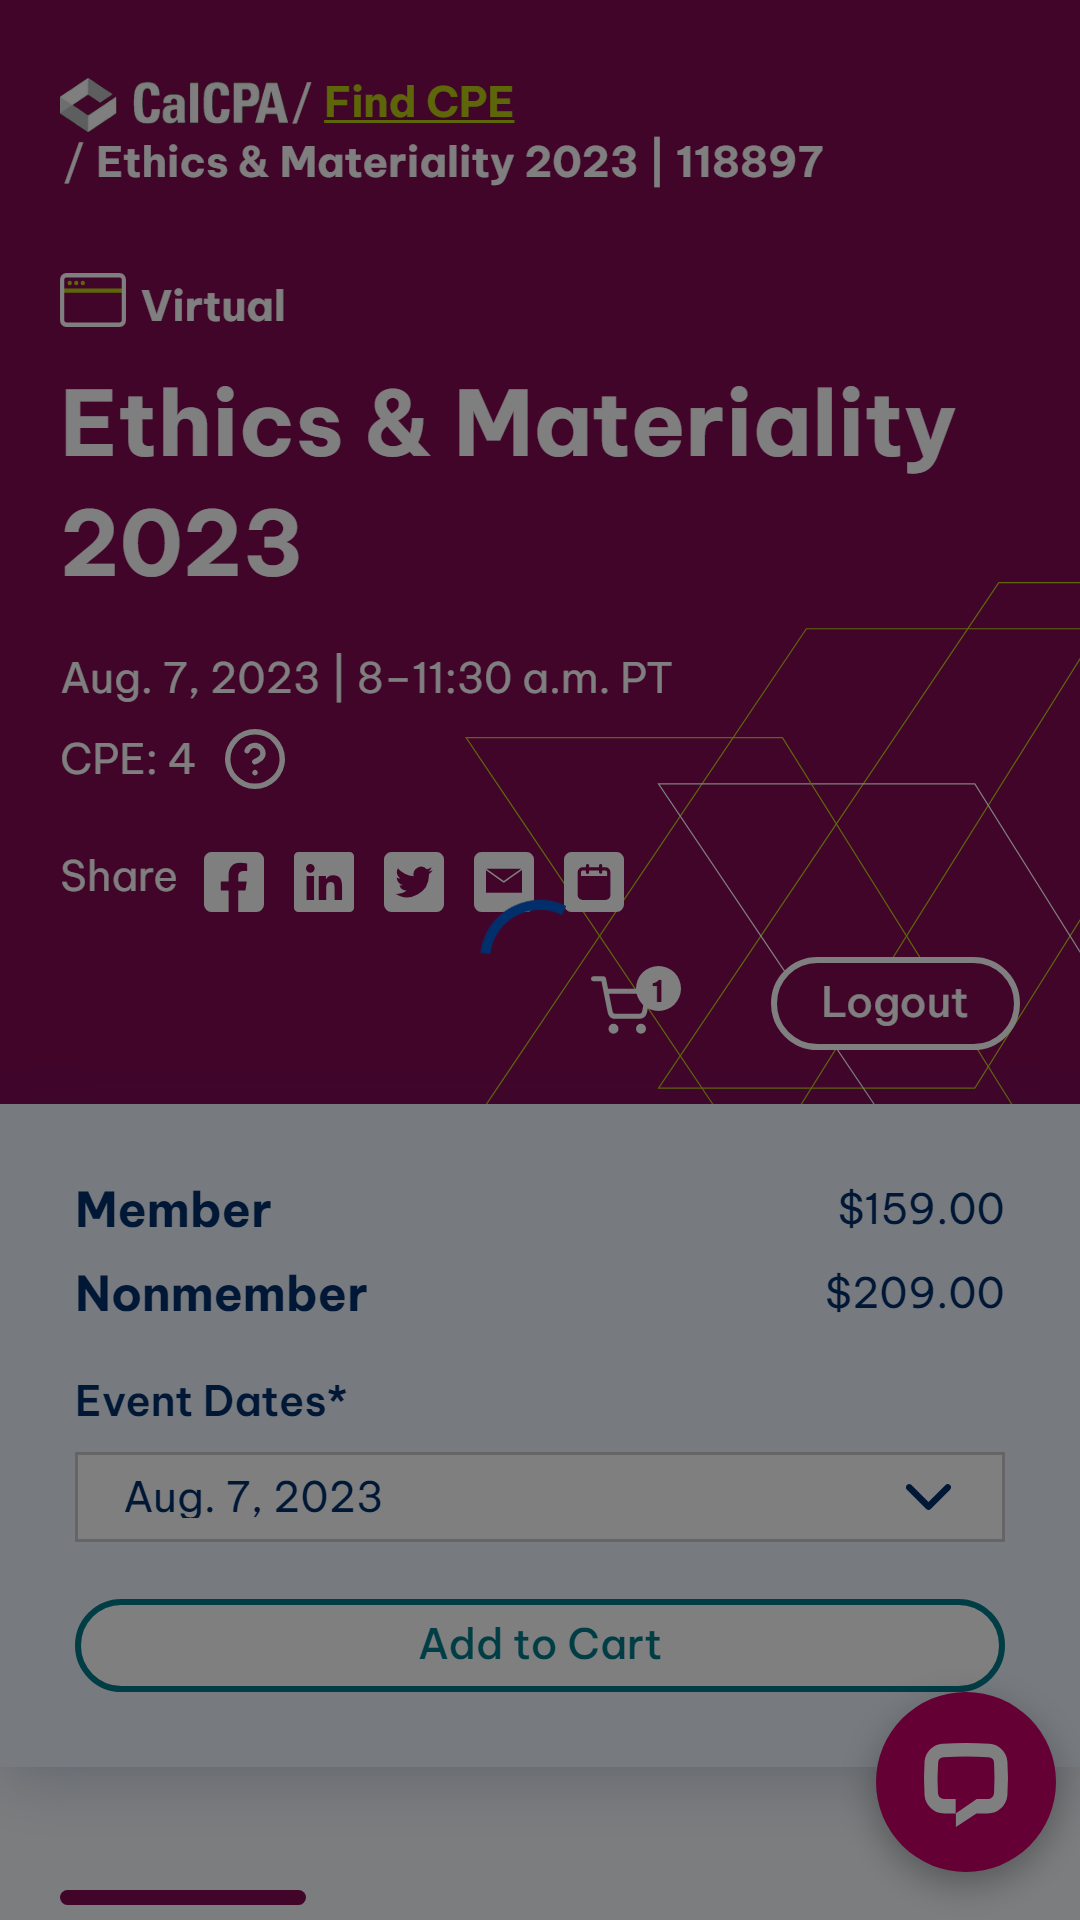 CalCPA / Find CPE
/ Ethics & Materiality 2023 | 118897
Virtual
Ethics & Materiality
2023
Aug. 7, 2023 | 8–11:30 a.m. PT
CPE: 4 ?
Share
1
Logout
Member $159.00
Nonmember $209.00
Event Dates*
Aug. 7, 2023
Add to Cart